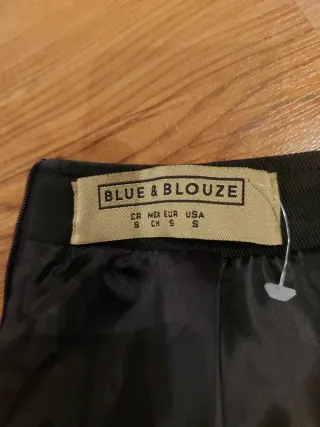 BLUE & BLOUZE
CR MEX EUR USA
S CH S S